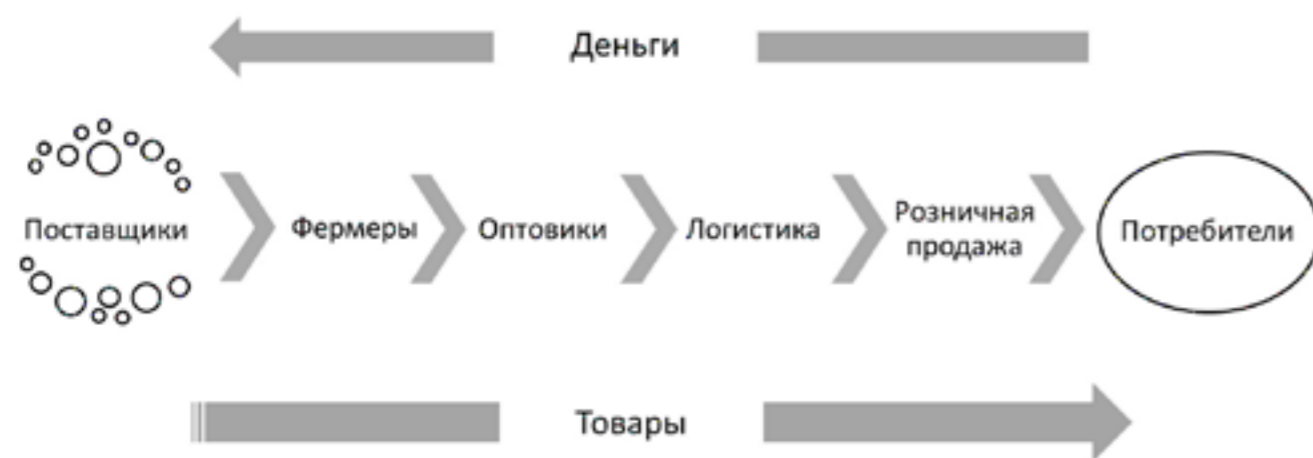 Деньги
Поставщики
Фермеры
Оптовики
Логистика
Розничная
продажа
Потребители
Товары